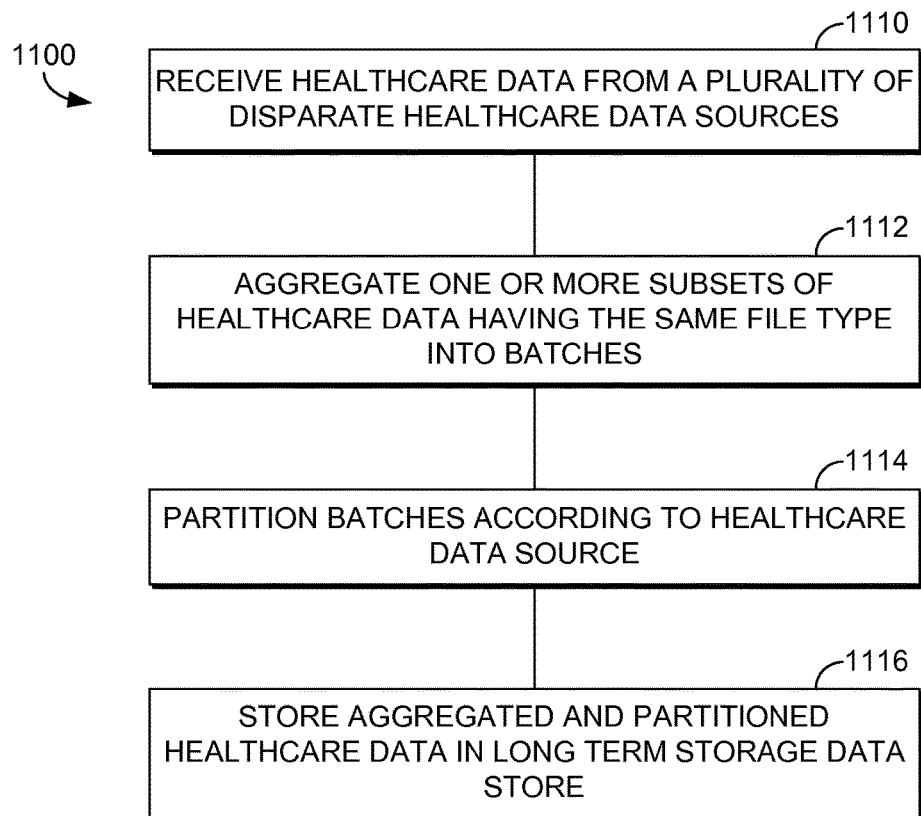 1100
1110
RECEIVE HEALTHCARE DATA FROM A PLURALITY OF
DISPARATE HEALTHCARE DATA SOURCES
1112
AGGREGATE ONE OR MORE SUBSETS OF
HEALTHCARE DATA HAVING THE SAME FILE TYPE
INTO BATCHES
1114
PARTITION BATCHES ACCORDING TO HEALTHCARE
DATA SOURCE
1116
STORE AGGREGATED AND PARTITIONED
HEALTHCARE DATA IN LONG TERM STORAGE DATA
STORE